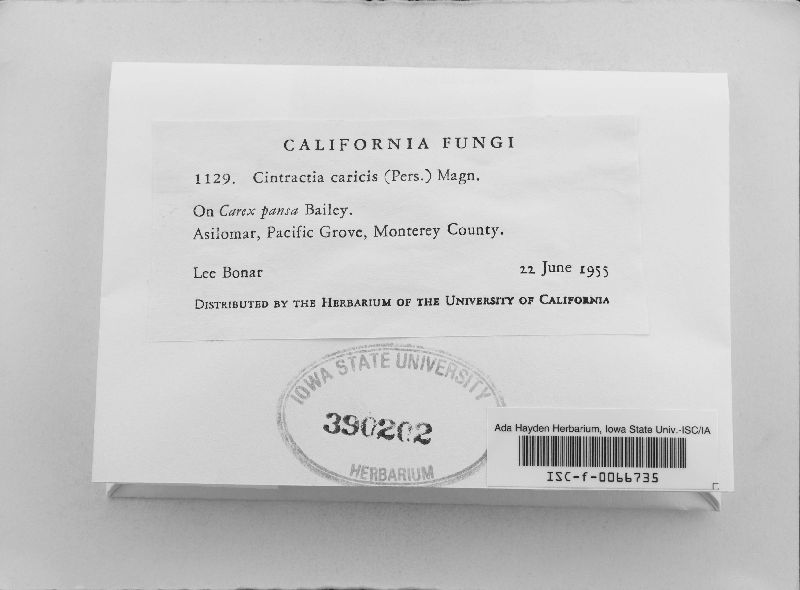 CALIFORNIA FUNGI
1129. Cintractia caricis (Pers.) Magn.
On Carex pansa Bailey.
Asilomar, Pacific Grove, Monterey County.
Lee Bonar 22 June 1955
DISTRIBUTED BY THE HERBARIUM OF THE UNIVERSITY OF CALIFORNIA
IOWA STATE UNIVERSITY
390202
HERBARIUM
Ada Hayden Herbarium, Iowa State Univ.-ISC/IA
ISC-f-0066735